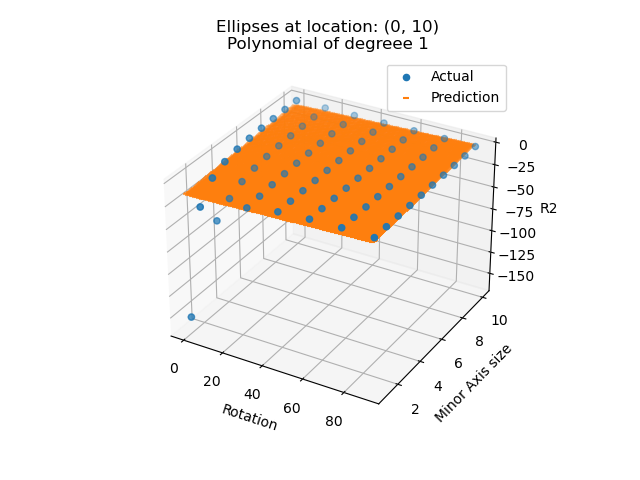 Ellipses at location: (0, 10)
Polynomial of degreee 1
Actual
Prediction
0
−25
−50
−75
−100
−125
−150
R2
10
8
6
4
2
Minor Axis size
0
20
40
60
80
Rotation